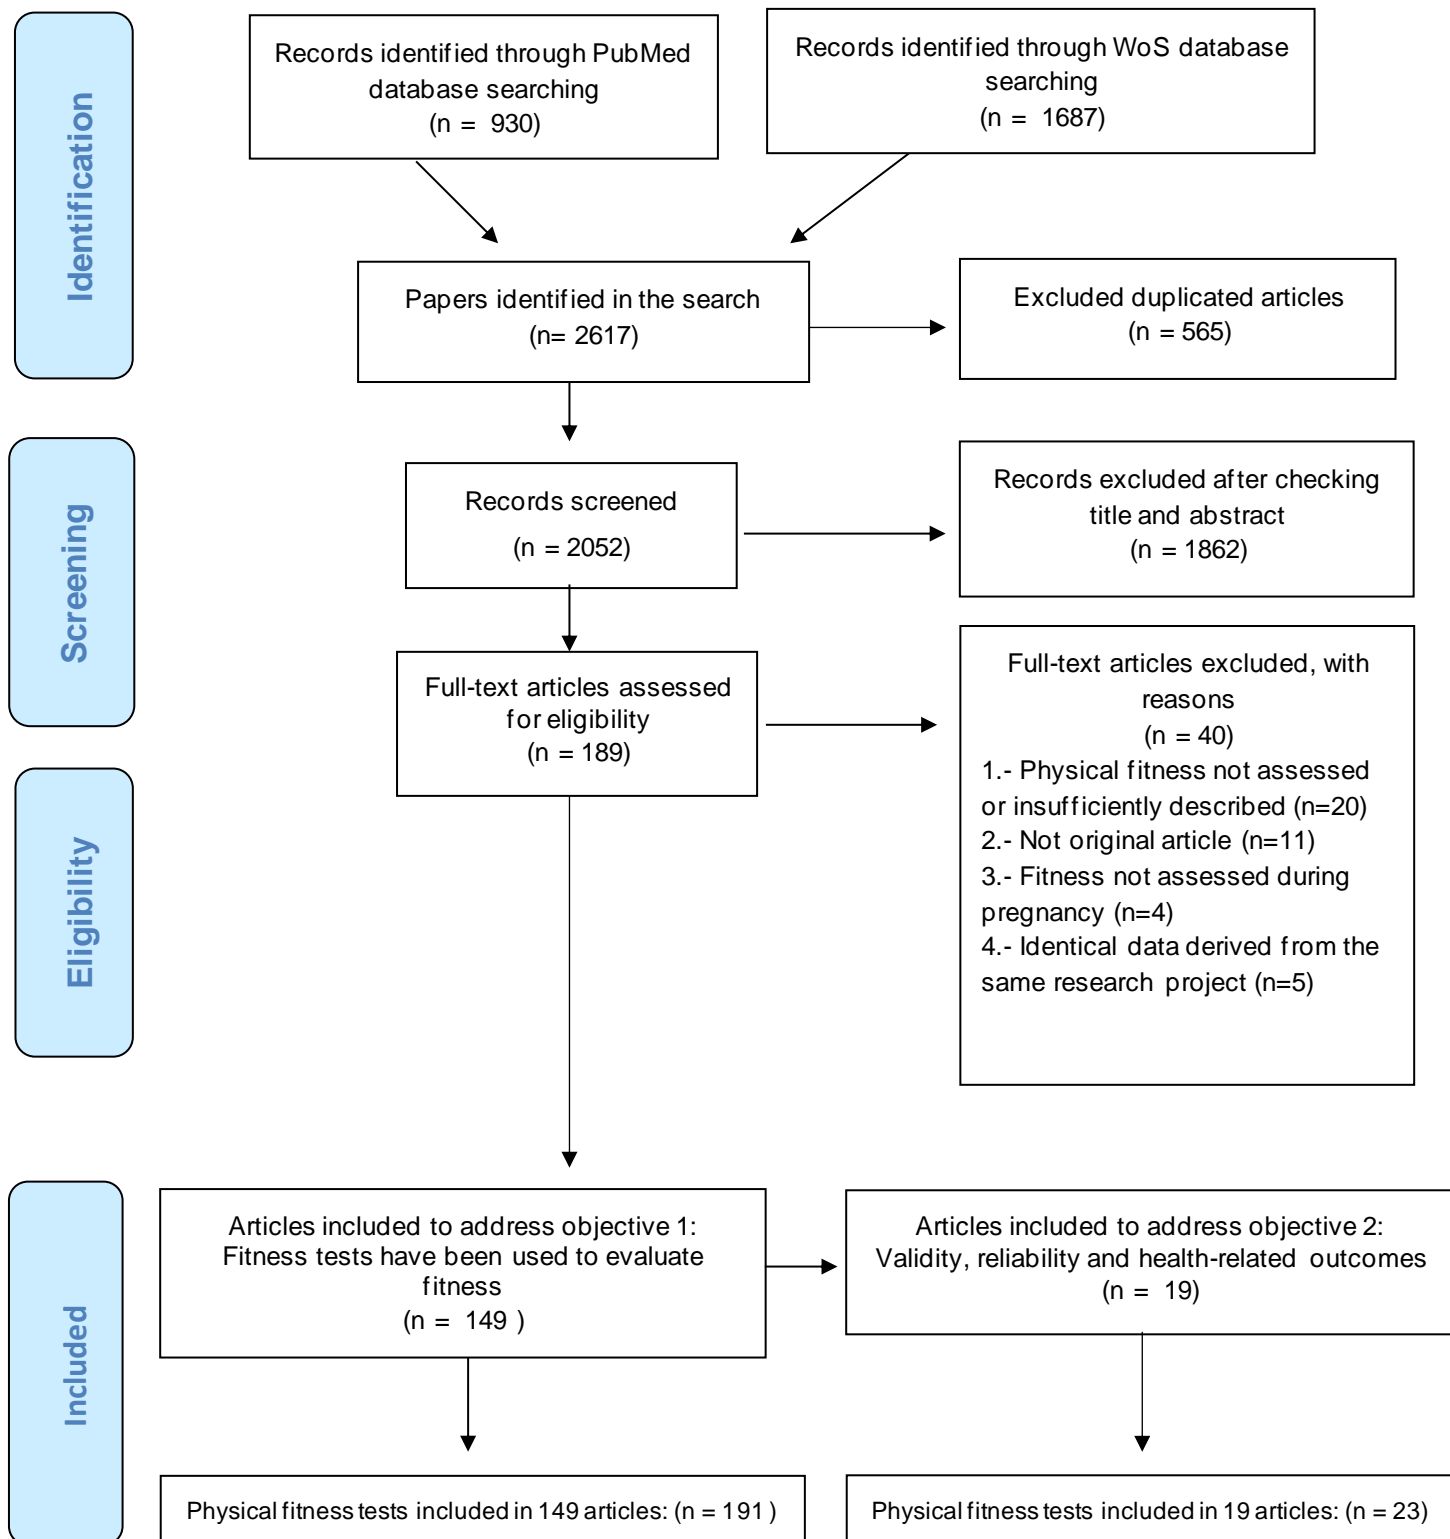 Identification
Records identified through PubMed
database searching
(n = 930)
Records identified through WoS database
searching
(n = 1687)
Papers identified in the search
(n= 2617)
Excluded duplicated articles
(n = 565)
Screening
Records screened
(n = 2052)
Records excluded after checking
title and abstract
(n = 1862)
Full-text articles assessed
for eligibility
(n = 189)
Full-text articles excluded, with
reasons
(n = 40)
1.- Physical fitness not assessed
or insufficiently described (n=20)
2.- Not original article (n=11)
3.- Fitness not assessed during
pregnancy (n=4)
4.- Identical data derived from the
same research project (n=5)
Eligibility
Included
Articles included to address objective 1:
Fitness tests have been used to evaluate
fitness
(n = 149 )
Articles included to address objective 2:
Validity, reliability and health-related outcomes
(n = 19)
Physical fitness tests included in 149 articles: (n = 191 )
Physical fitness tests included in 19 articles: (n = 23)